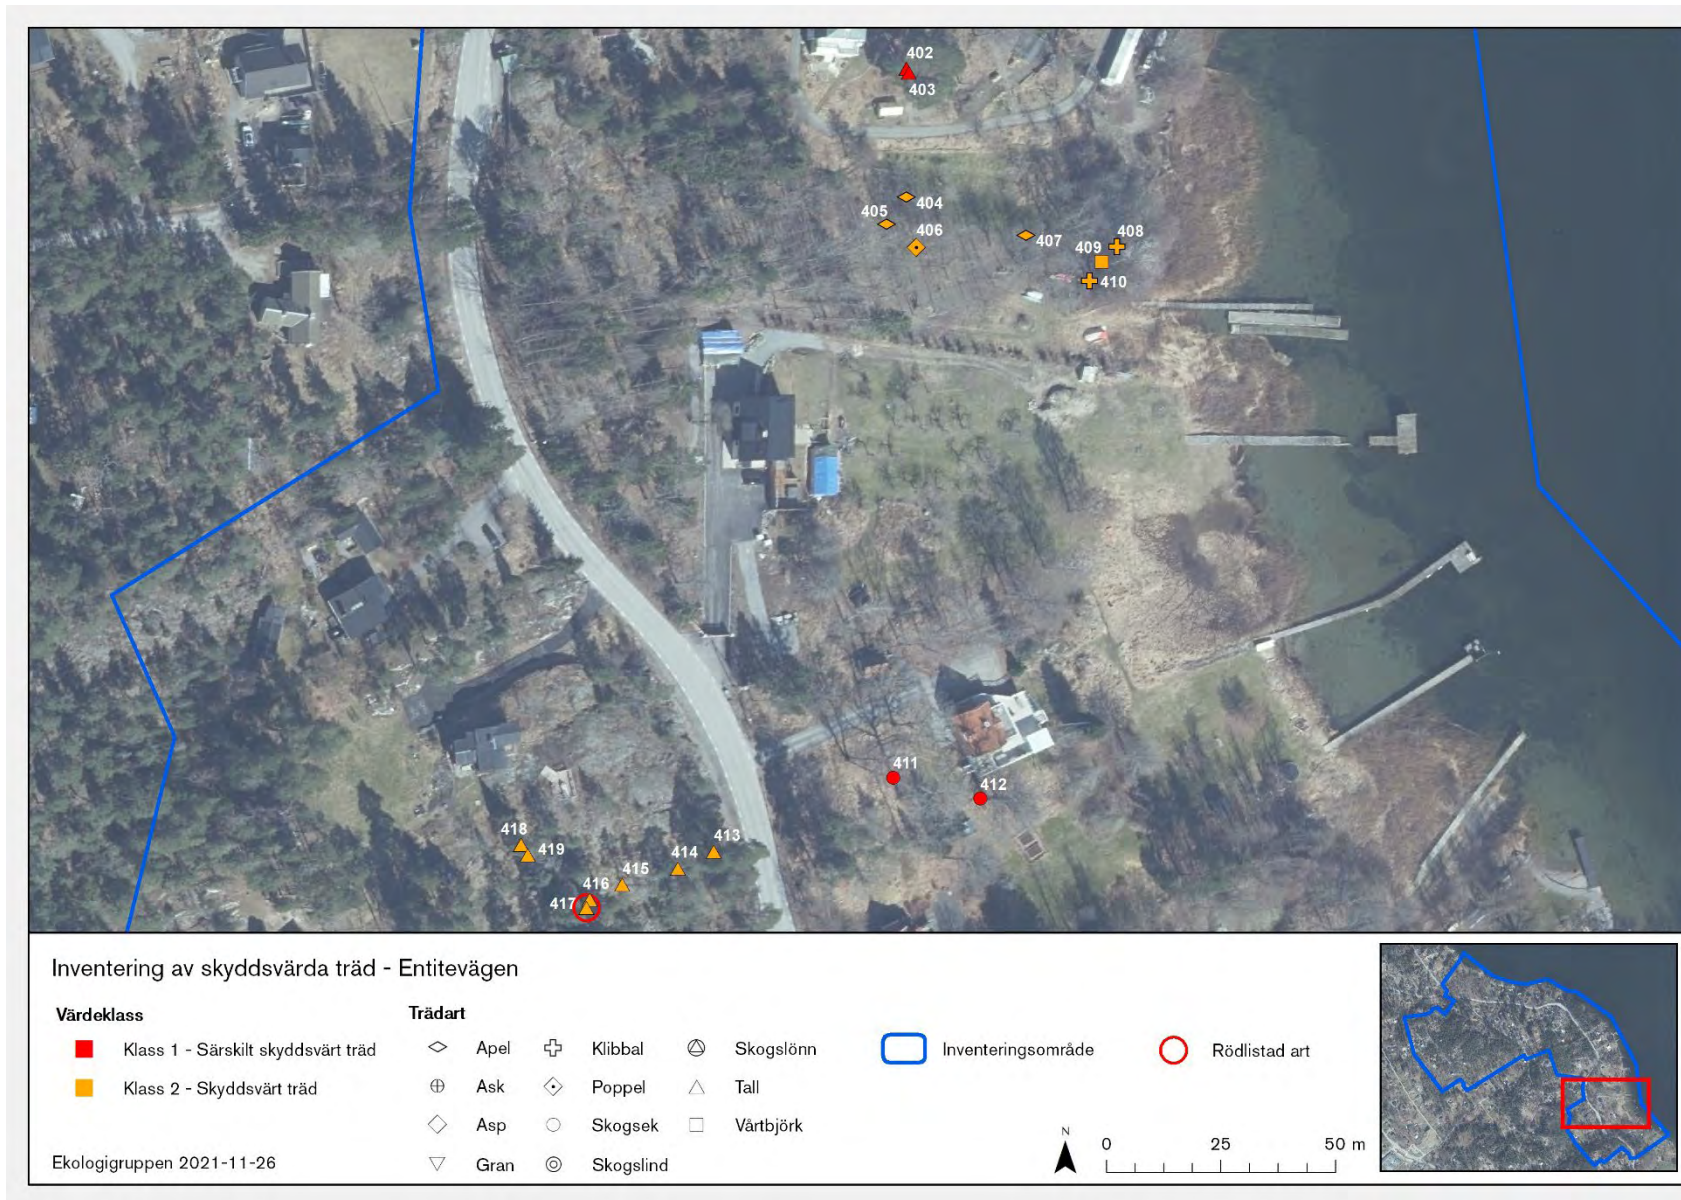 402
403
404
405
406
407
408
409
410
411
412
413
414
415
416
417
418
419
Inventering av skyddsvärda träd - Entitevägen
Värdeklass
Klass 1 - Särskilt skyddsvärt träd
Klass 2 - Skyddsvärt träd
Trädart
Apel
Ask
Asp
Gran
Klibbal
Poppel
Skogsek
Skogslind
Skogslönn
Tall
Vårtbjörk
Inventeringsområde
Rödlistad art
N
0 25 50 m
Ekologigruppen 2021-11-26